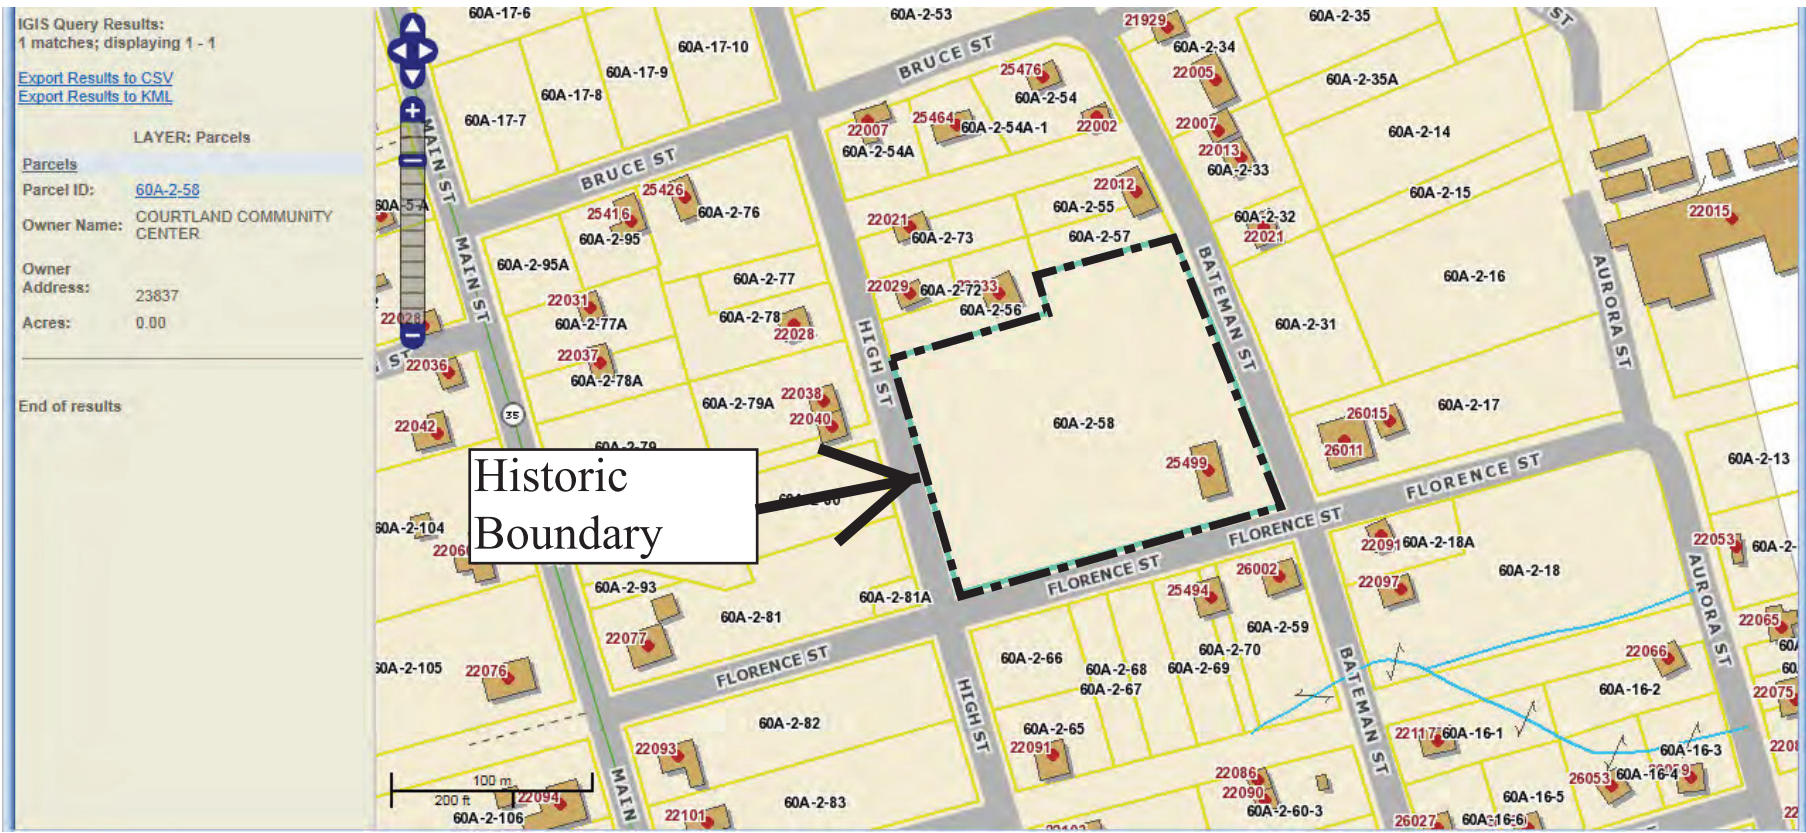 IGIS Query Results:
1 matches; displaying 1 - 1
Export Results to CSV
Export Results to KML
LAYER: Parcels
Parcels
Parcel ID: 60A-2-58
Owner Name: COURTLAND COMMUNITY
CENTER
Owner
Address: 23837
Acres: 0.00
End of results
60A-17-6
60A-2-53
21929
60A-2-35
ST
60A-17-10
BRUCE ST
60A-2-34
60A-17-9
25476
22005
60A-2-35A
60A-17-8
60A-2-54
60A-17-7
22007
25464
60A-2-54A-1
22002
22007
60A-2-14
MAIN ST
60A-2-54A
22013
BRUCE ST
60A-2-33
25426
22012
60A-2-15
60A-5-A
25416
60A-2-76
60A-2-55
60A-2-32
22015
60A-2-95
22021
60A-2-73
60A-2-57
22021
MAIN ST
60A-2-95A
60A-2-77
BATEMAN ST
60A-2-16
AURORA ST
22031
22029
60A-2-72
60A-2-56
22028
60A-2-77A
60A-2-78
22028
60A-2-31
HIGH ST
ST
22036
22037
60A-2-78A
60A-2-79A
22038
22040
35
22042
60A-2-79
60A-2-58
26015
60A-2-17
26011
25499
60A-2-13
Historic
Boundary
FLORENCE ST
60A-2-104
FLORENCE ST
22091
60A-2-18A
22053
60A-2-
FLORENCE ST
60A-2-93
60A-2-81A
25494
26002
22097
60A-2-18
AURORA ST
60A-2-81
22077
60A-2-59
22065
60A-2-105
22076
FLORENCE ST
60A-2-66
60A-2-68
60A-2-67
60A-2-69
60A-2-70
BATEMAN ST
22066
60A-16-2
22075
HIGH ST
60A-2-82
60A-2-65
22093
22091
22117
60A-16-1
60A-16-3
100 m
200 ft
22086
22090
26053
60A-16-4
22094
MAIN
60A-2-83
60A-2-60-3
60A-16-5
60A-2-106
22101
26027
60A-16-6